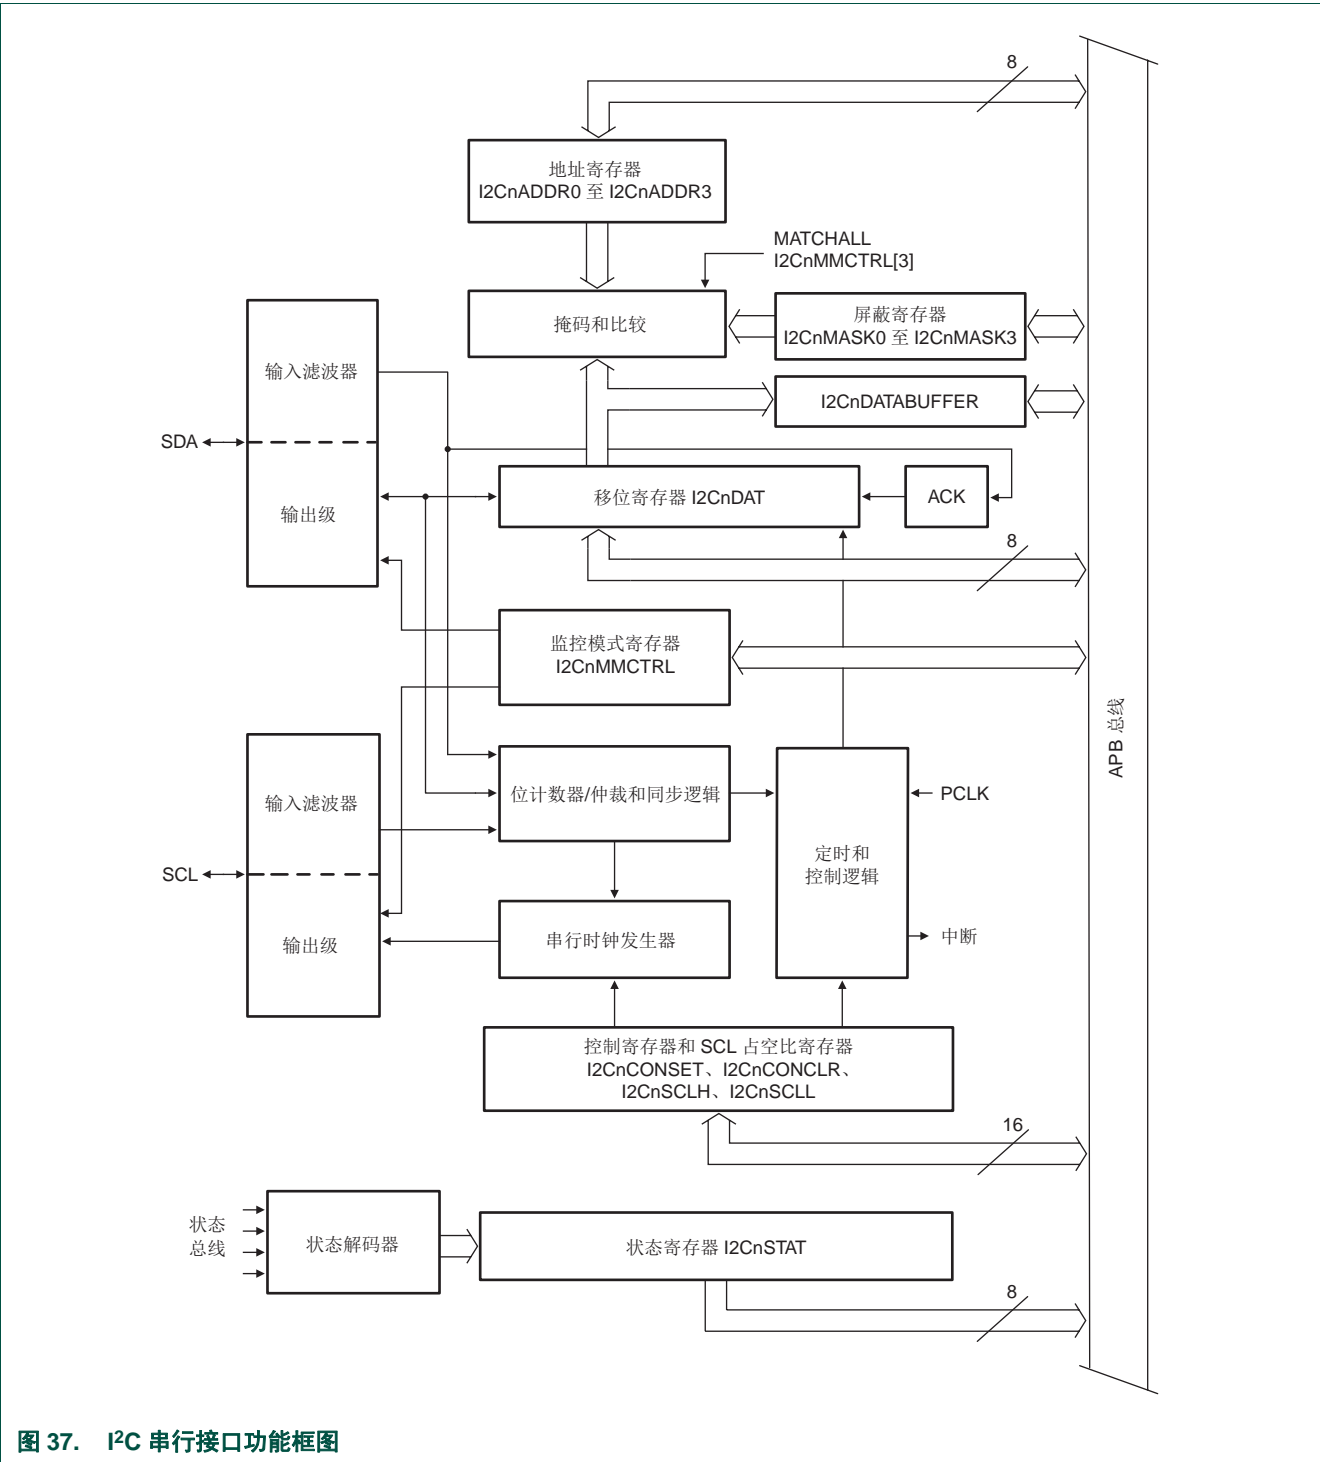 8
地址寄存器
I2CnADDR0 至 I2CnADDR3
MATCHALL
I2CnMMCTRL[3]
掩码和比较
屏蔽寄存器
I2CnMASK0 至 I2CnMASK3
输入滤波器
I2CnDATABUFFER
SDA
移位寄存器 I2CnDAT
ACK
输出级
8
监控模式寄存器
I2CnMMCTRL
APB 总线
输入滤波器
位计数器/仲裁和同步逻辑
PCLK
定时和
控制逻辑
SCL
输出级
串行时钟发生器
中断
控制寄存器和 SCL 占空比寄存器
I2CnCONSET、I2CnCONCLR、
I2CnSCLH、I2CnSCLL
16
状态
总线
状态解码器
状态寄存器 I2CnSTAT
8
图 37. I²C 串行接口功能框图